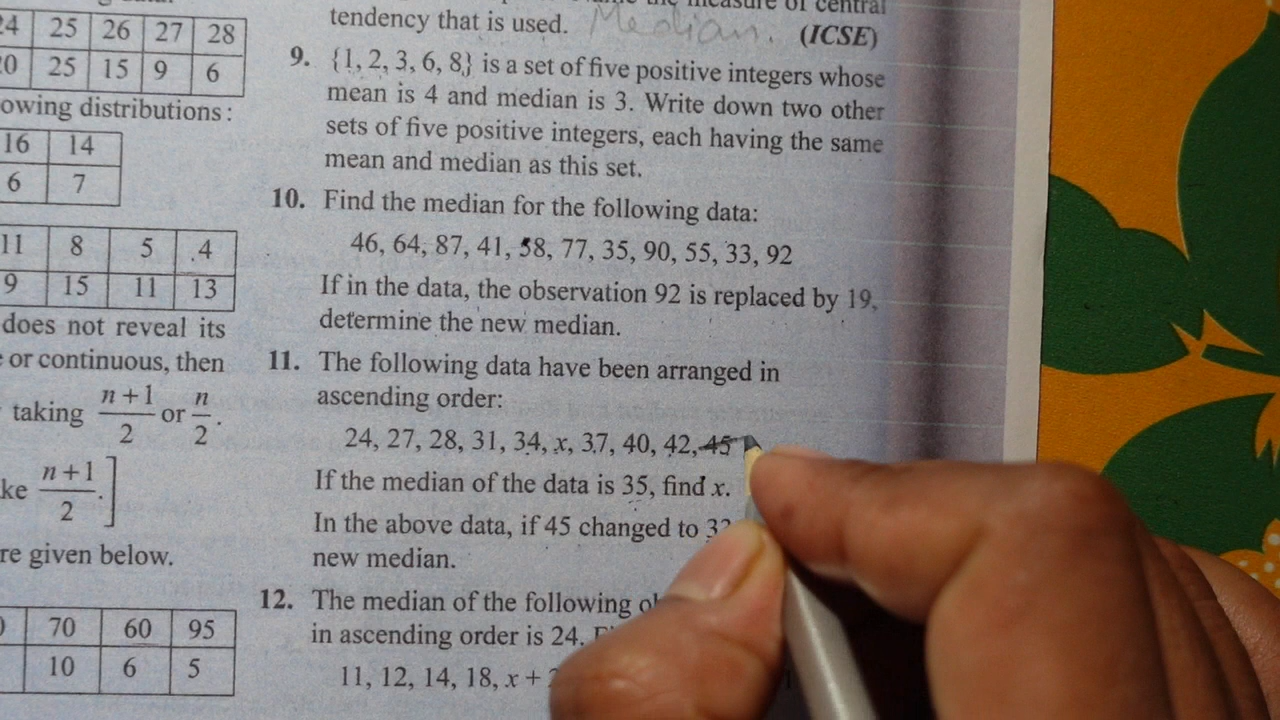 24 25 26 27 28
20 25 15 9 6
owing distributions :
16 14
6 7
11 8 5 4
9 15 11 13
does not reveal its
or continuous, then
taking n + 1 / 2 or n / 2 .
ke n + 1 / 2 . ]
re given below.
70 60 95
10 6 5
measure of central
tendency that is used. Median. (ICSE)
9. {1, 2, 3, 6, 8} is a set of five positive integers whose
mean is 4 and median is 3. Write down two other
sets of five positive integers, each having the same
mean and median as this set.
10. Find the median for the following data:
46, 64, 87, 41, 58, 77, 35, 90, 55, 33, 92
If in the data, the observation 92 is replaced by 19,
determine the new median.
11. The following data have been arranged in
ascending order:
24, 27, 28, 31, 34, x, 37, 40, 42, 45
If the median of the data is 35, find x.
In the above data, if 45 changed to
new median.
12. The median of the following
in ascending order is 24.
11, 12, 14, 18, x +